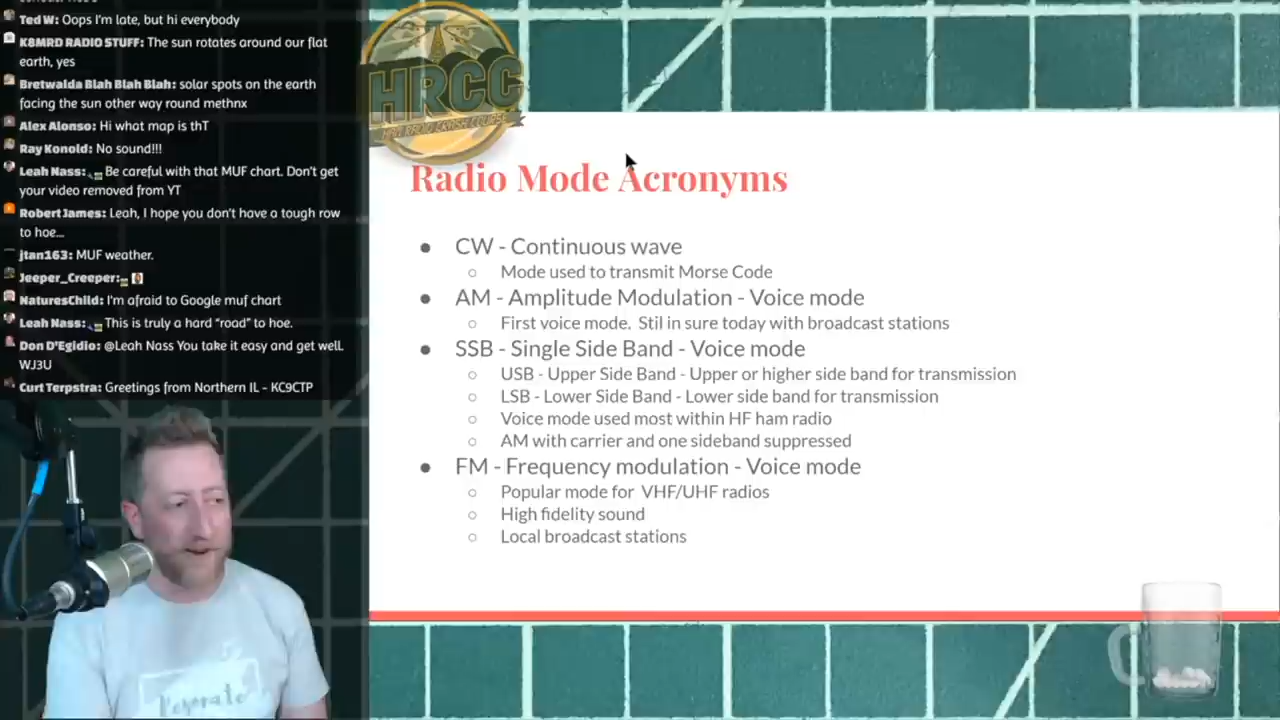 Ted W: Oops I'm late, but hi everybody
K8MRD RADIO STUFF: The sun rotates around our flat
earth, yes
Bretwalda Blah Blah Blah: solar spots on the earth
facing the sun other way round methnx
Alex Alonso: Hi what map is thT
Ray Konold: No sound!!!
Leah Nass: Be careful with that MUF chart. Don't get
your video removed from YT
Robert James: Leah, I hope you don't have a tough row
to hoe...
jtan163: MUF weather.
Jeeper_Creeper:
NaturesChild: I'm afraid to Google muf chart
Leah Nass: This is truly a hard "road" to hoe.
Don D'Egidio: @Leah Nass You take it easy and get well.
WJ3U
Curt Terpstra: Greetings from Northern IL - KC9CTP
HRCC
HAM RADIO CRASH COURSE
Radio Mode Acronyms
● CW - Continuous wave
○ Mode used to transmit Morse Code
● AM - Amplitude Modulation - Voice mode
○ First voice mode. Stil in sure today with broadcast stations
● SSB - Single Side Band - Voice mode
○ USB - Upper Side Band - Upper or higher side band for transmission
○ LSB - Lower Side Band - Lower side band for transmission
○ Voice mode used most within HF ham radio
○ AM with carrier and one sideband suppressed
● FM - Frequency modulation - Voice mode
○ Popular mode for VHF/UHF radios
○ High fidelity sound
○ Local broadcast stations